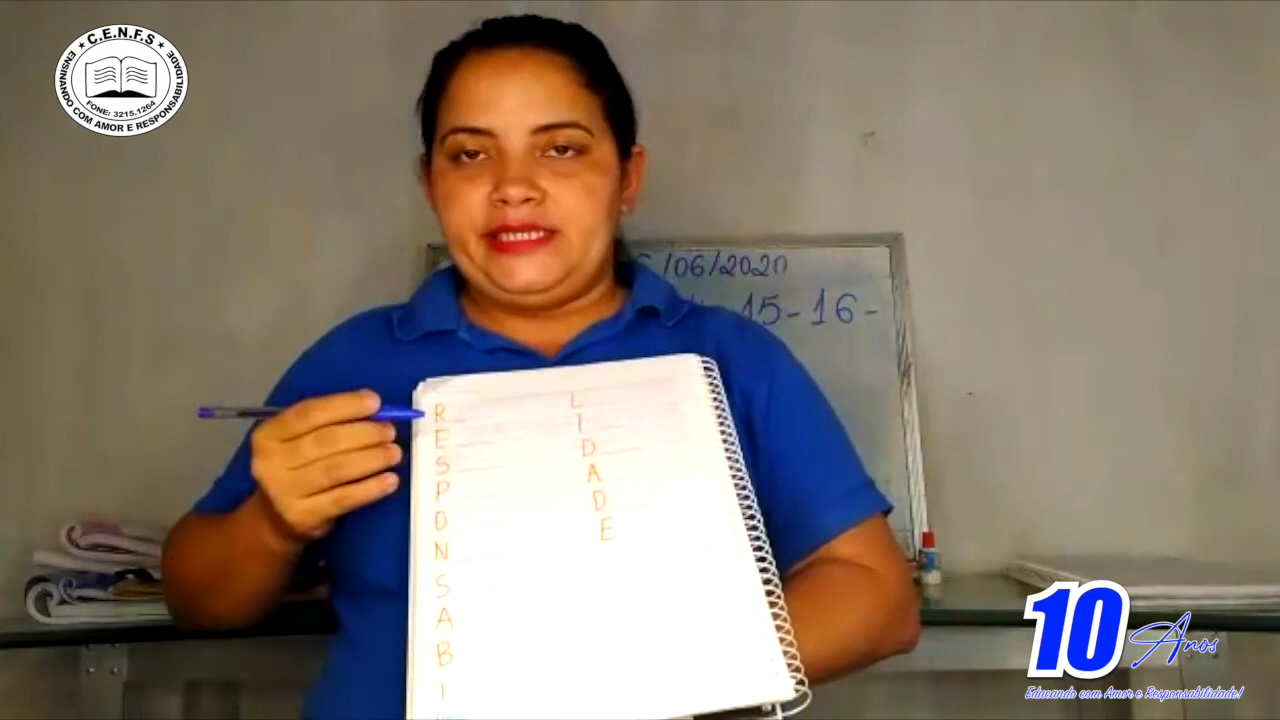 ★ C.E.N.F.S ★
ENSINANDO COM AMOR E RESPONSABILIDADE
FONE: 3215.1264
/06/2020
15-16-
R
E
S
P
O
N
S
A
B
I
L
I
D
A
D
E
10 Anos
Educando com Amor e Responsabilidade!